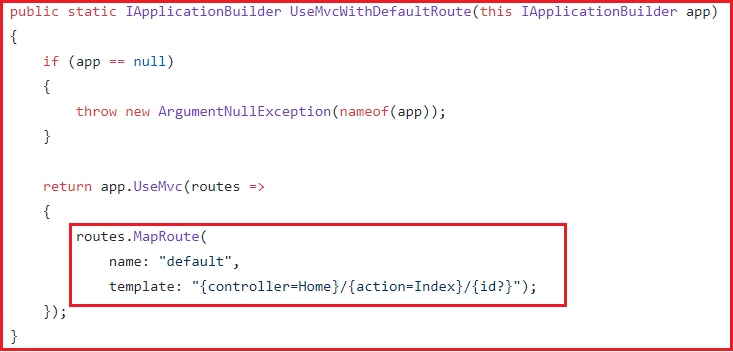 public static IApplicationBuilder UseMvcWithDefaultRoute(this IApplicationBuilder app)
{
    if (app == null)
    {
        throw new ArgumentNullException(nameof(app));
    }

    return app.UseMvc(routes =>
    {
        routes.MapRoute(
            name: "default",
            template: "{controller=Home}/{action=Index}/{id?}");
    });
}